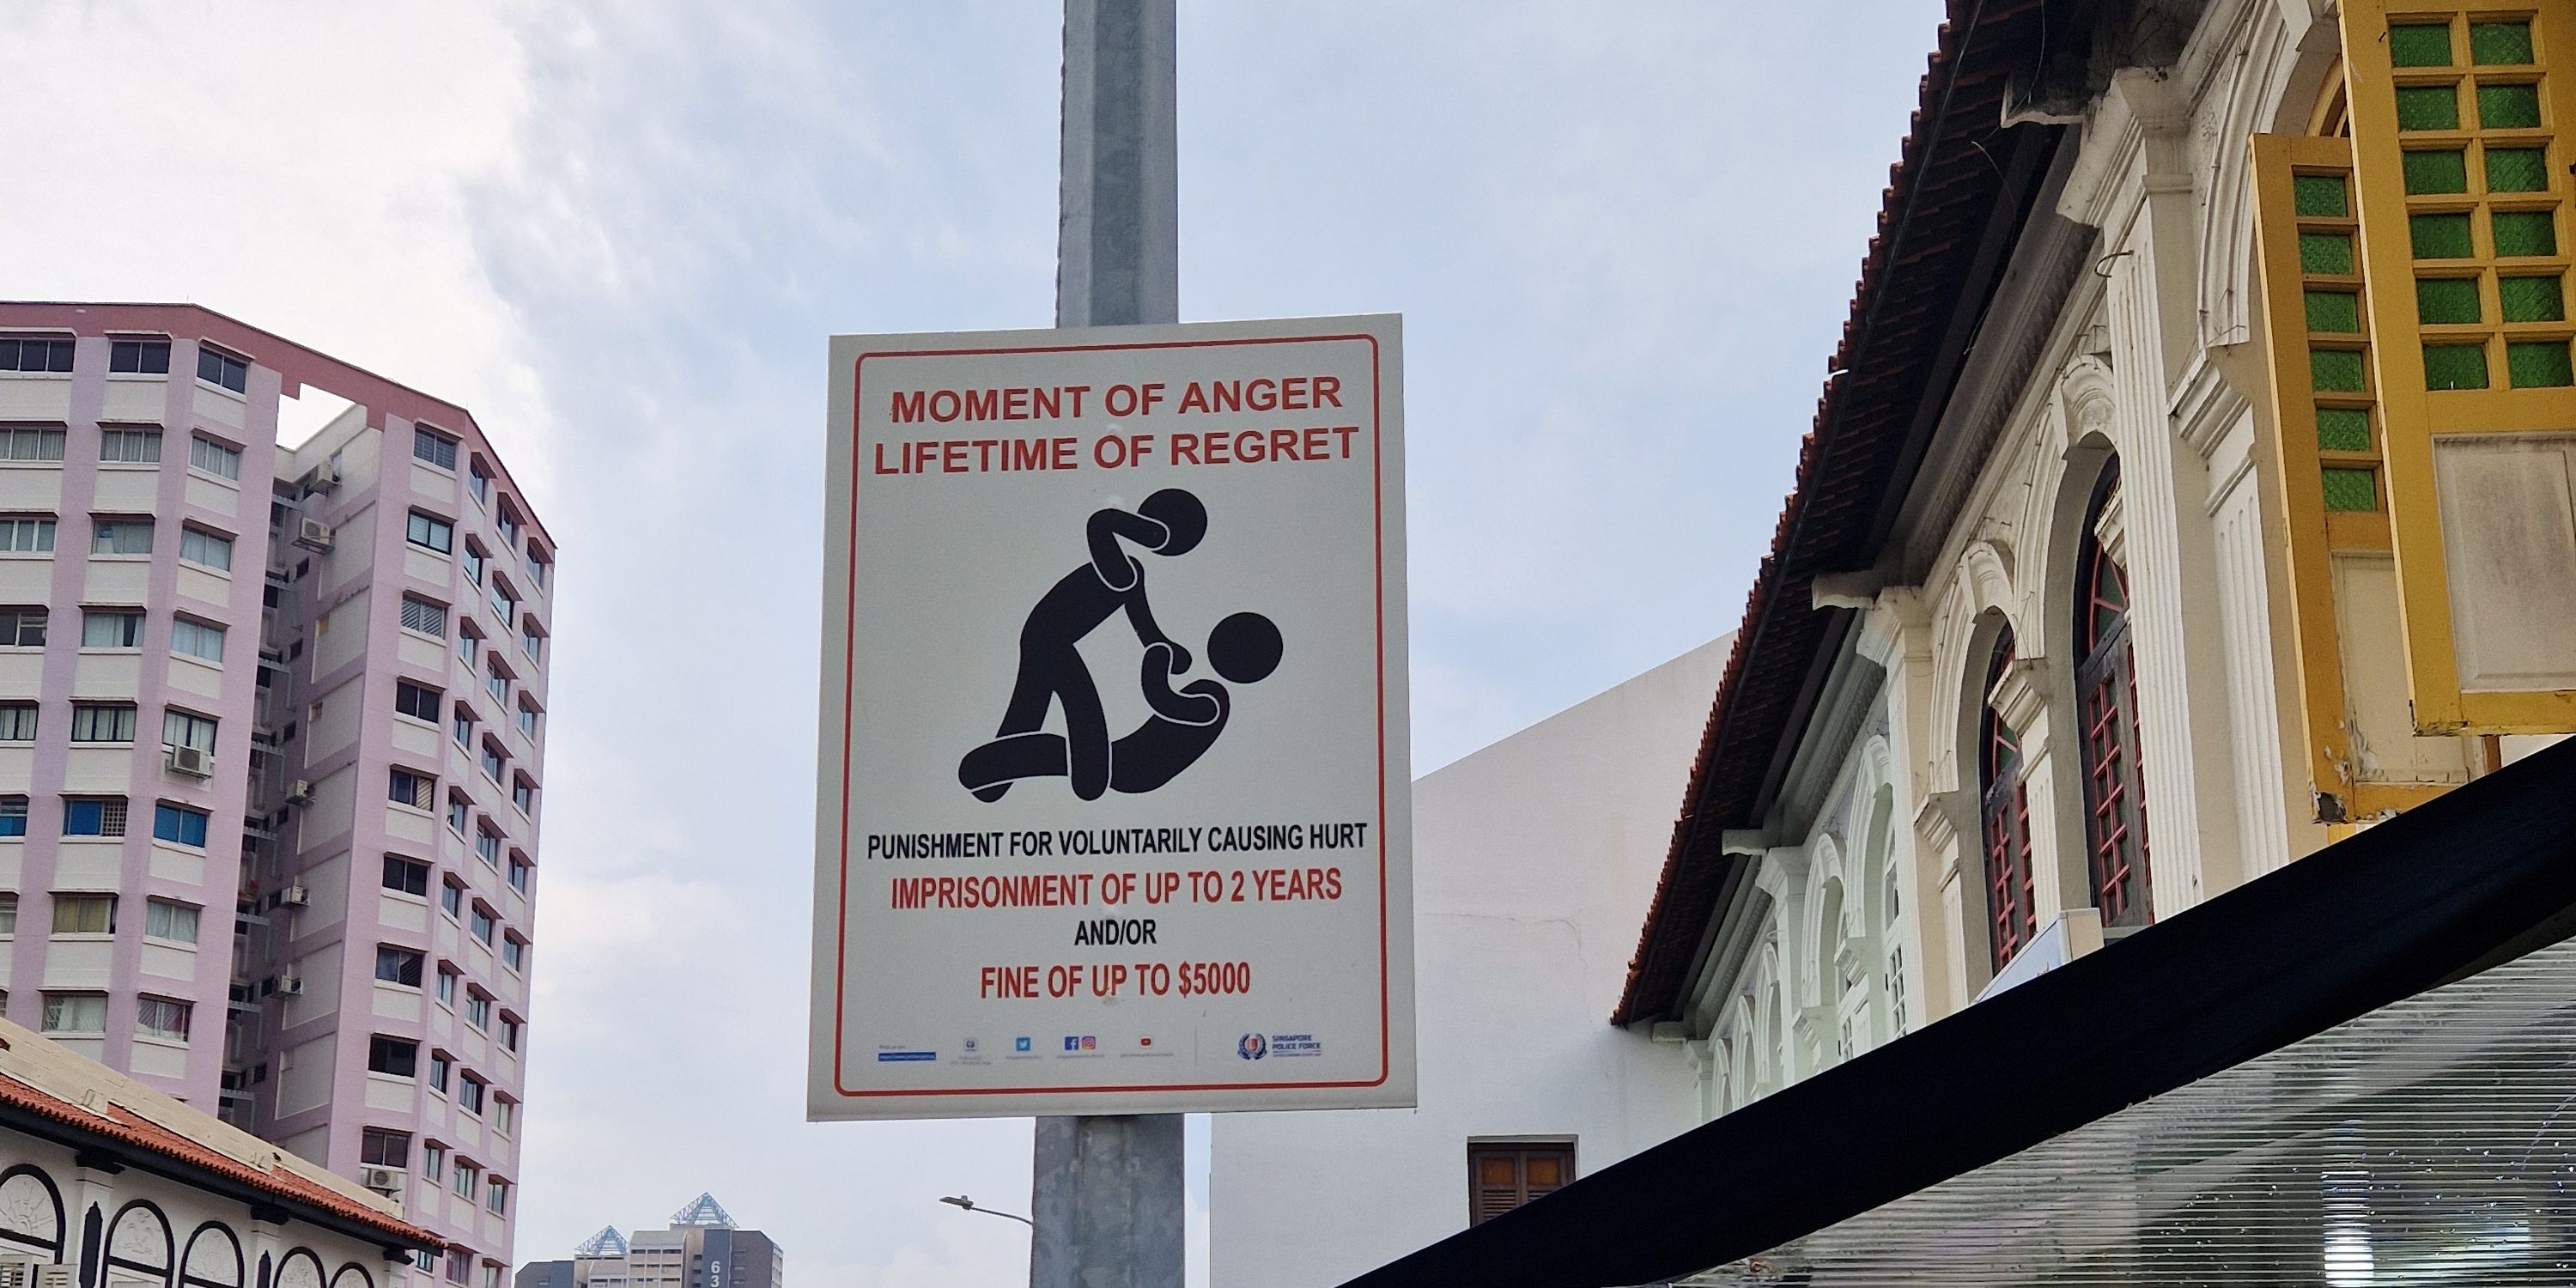 MOMENT OF ANGER
LIFETIME OF REGRET
PUNISHMENT FOR VOLUNTARILY CAUSING HURT
IMPRISONMENT OF UP TO 2 YEARS
AND/OR
FINE OF UP TO $5000
SINGAPORE
POLICE FORCE
63